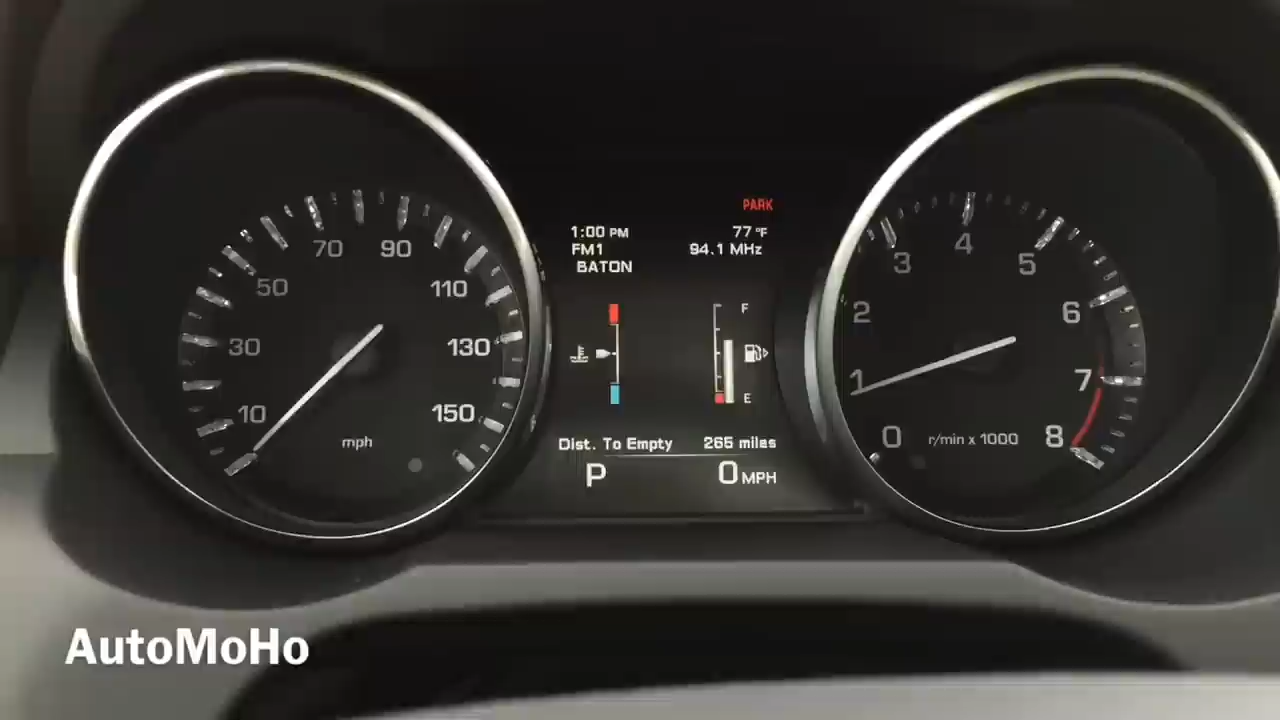 PARK
1:00 PM 77 °F
FM1 94.1 MHz
BATON
10 30 50 70 90 110 130 150
mph
F
E
Dist. To Empty 265 miles
P 0 MPH
0 1 2 3 4 5 6 7 8
r/min x 1000
AutoMoHo